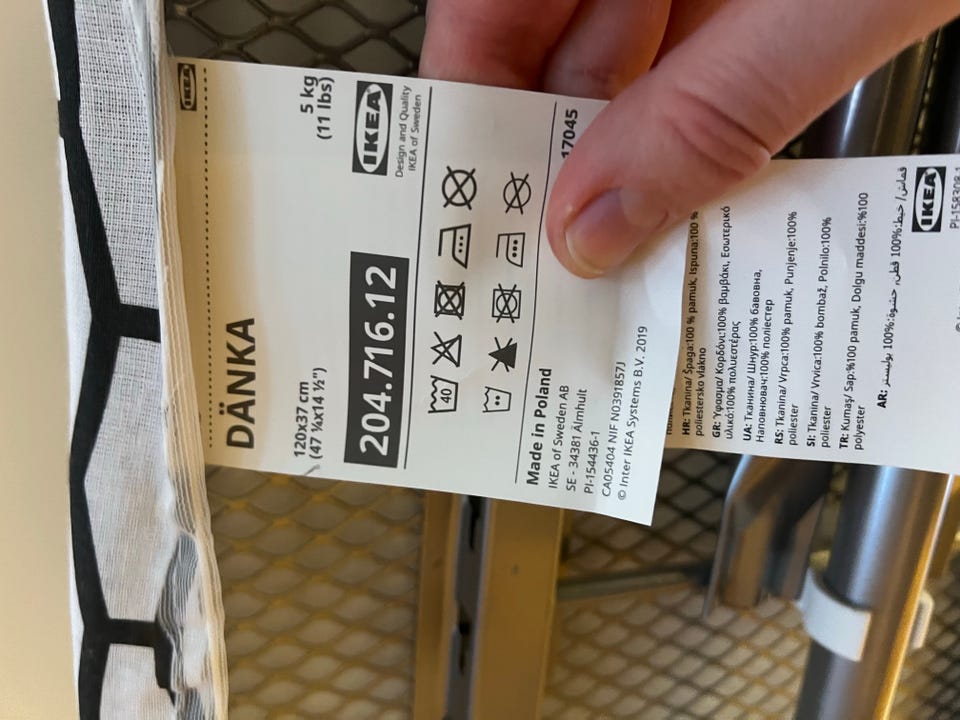 IKEA
DÄNKA
120x37 cm
(47 ¼x14 ½")
5 kg
(11 lbs)
204.716.12
IKEA
Design and Quality
IKEA of Sweden
40
Made in Poland
IKEA of Sweden AB
SE - 34381 Älmhult
PI-154436-1
CA05404 NIF N0391857J
© Inter IKEA Systems B.V. 2019
17045
HR: Tkanina/ Špaga:100 % pamuk, Ispuna:100 %
poliestersko vlakno
GR: Ύφασμα/ Κορδόνι:100% βαμβάκι, Εσωτερικό
υλικό:100% πολυεστέρας
UA: Тканина/ Шнур:100% бавовна,
Наповнювач:100% поліестер
RS: Tkanina/ Vrpca:100% pamuk, Punjenje:100%
poliester
SI: Tkanina/ Vrvica:100% bombaž, Polnilo:100%
poliester
TR: Kumaş/ Sap:%100 pamuk, Dolgu maddesi:%100
polyester
AR: قماش/ خيط:%100 قطن، حشوة:%100 بوليستر
IKEA
PI-158308-1
©